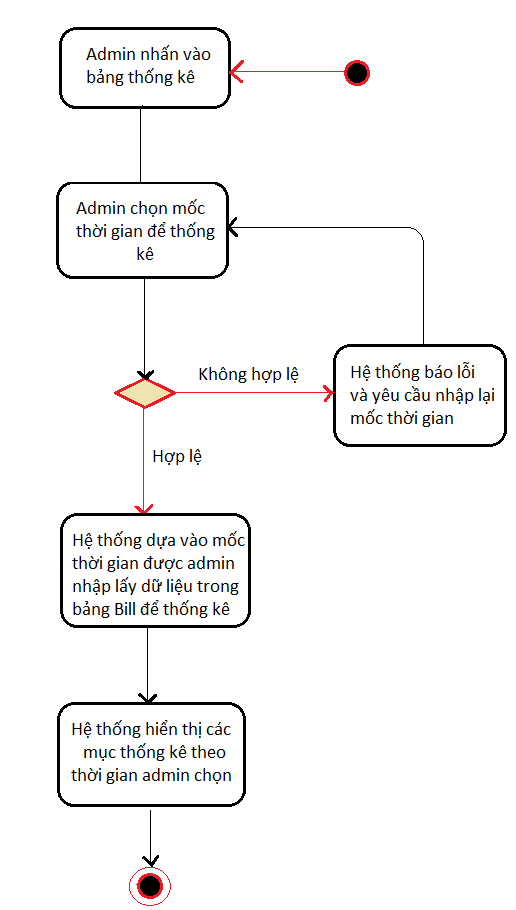 Admin nhấn vào
bảng thống kê
Admin chọn mốc
thời gian để thống
kê
Không hợp lệ
Hệ thống báo lỗi
và yêu cầu nhập lại
mốc thời gian
Hợp lệ
Hệ thống dựa vào mốc
thời gian được admin
nhập lấy dữ liệu trong
bảng Bill để thống kê
Hệ thống hiển thị các
mục thống kê theo
thời gian admin chọn